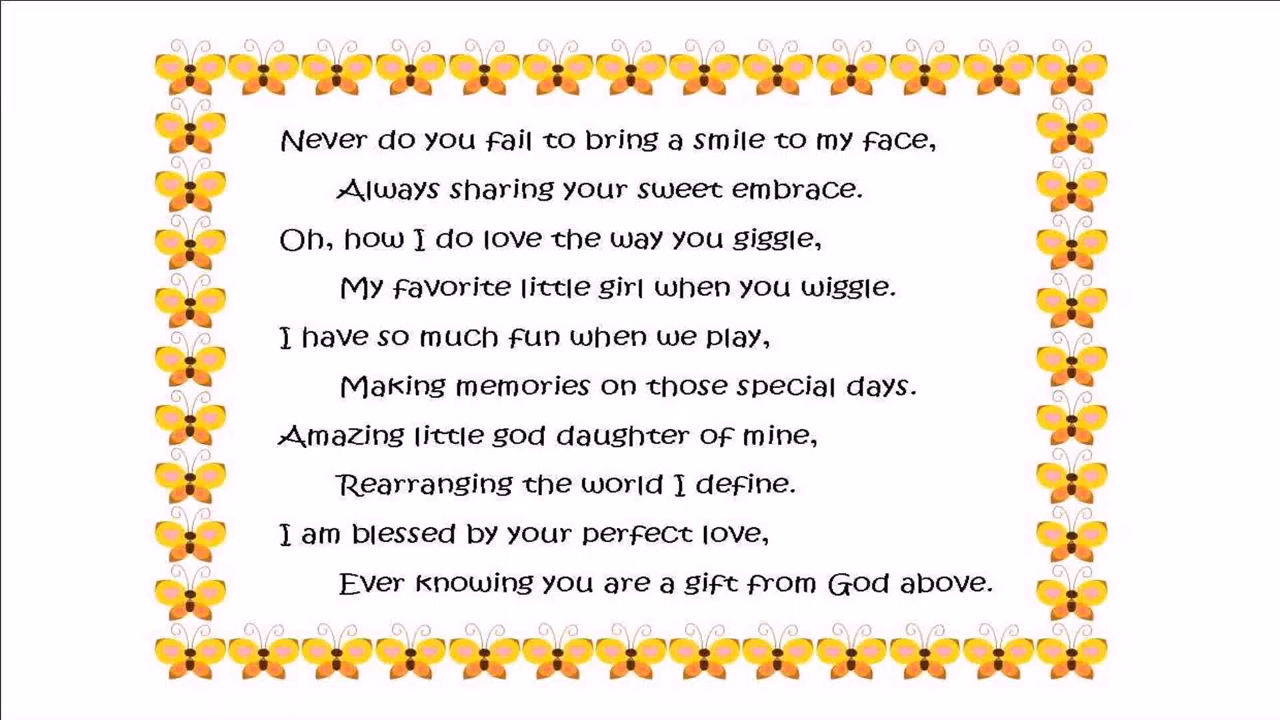 Never do you fail to bring a smile to my face,
Always sharing your sweet embrace.
Oh, how I do love the way you giggle,
My favorite little girl when you wiggle.
I have so much fun when we play,
Making memories on those special days.
Amazing little god daughter of mine,
Rearranging the world I define.
I am blessed by your perfect love,
Ever knowing you are a gift from God above.